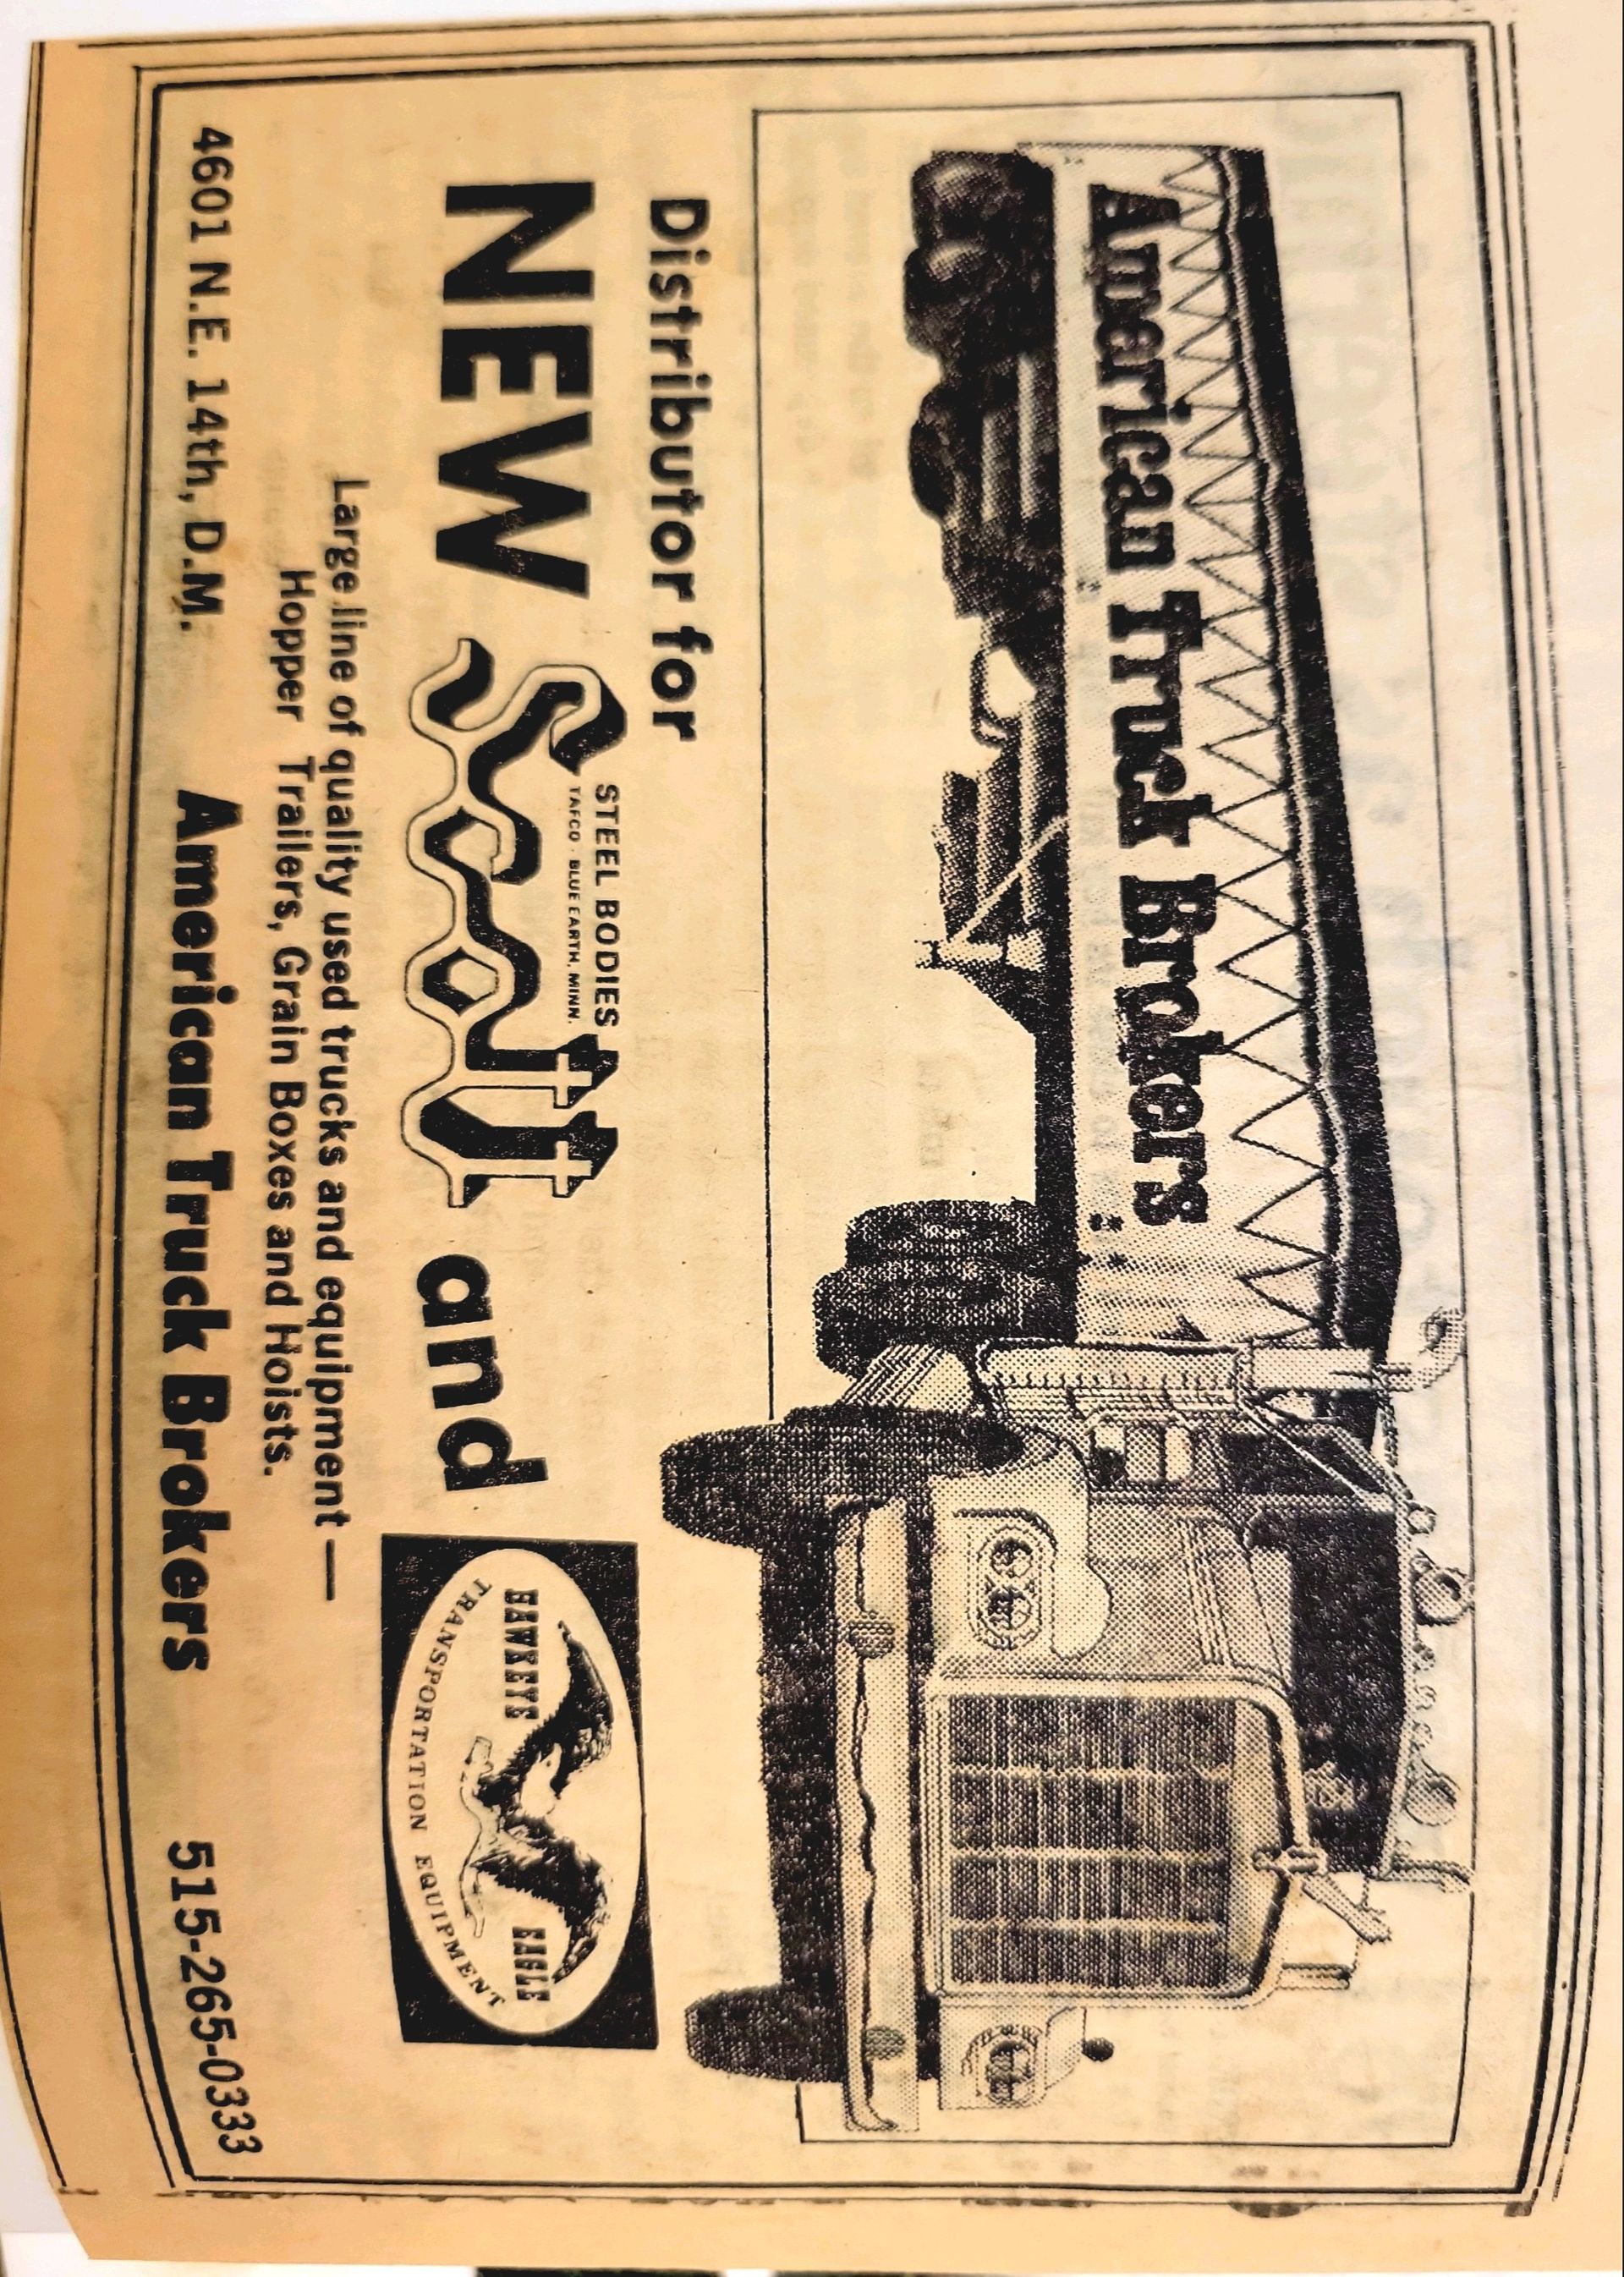 American Truck Brokers
Distributor for
NEW Scott and
STEEL BODIES
TAFCO - BLUE EARTH, MINN.
HAWKEYE EAGLE
TRANSPORTATION EQUIPMENT
Large line of quality used trucks and equipment —
Hopper Trailers, Grain Boxes and Hoists.
4601 N.E. 14th, D.M. American Truck Brokers 515-265-0333